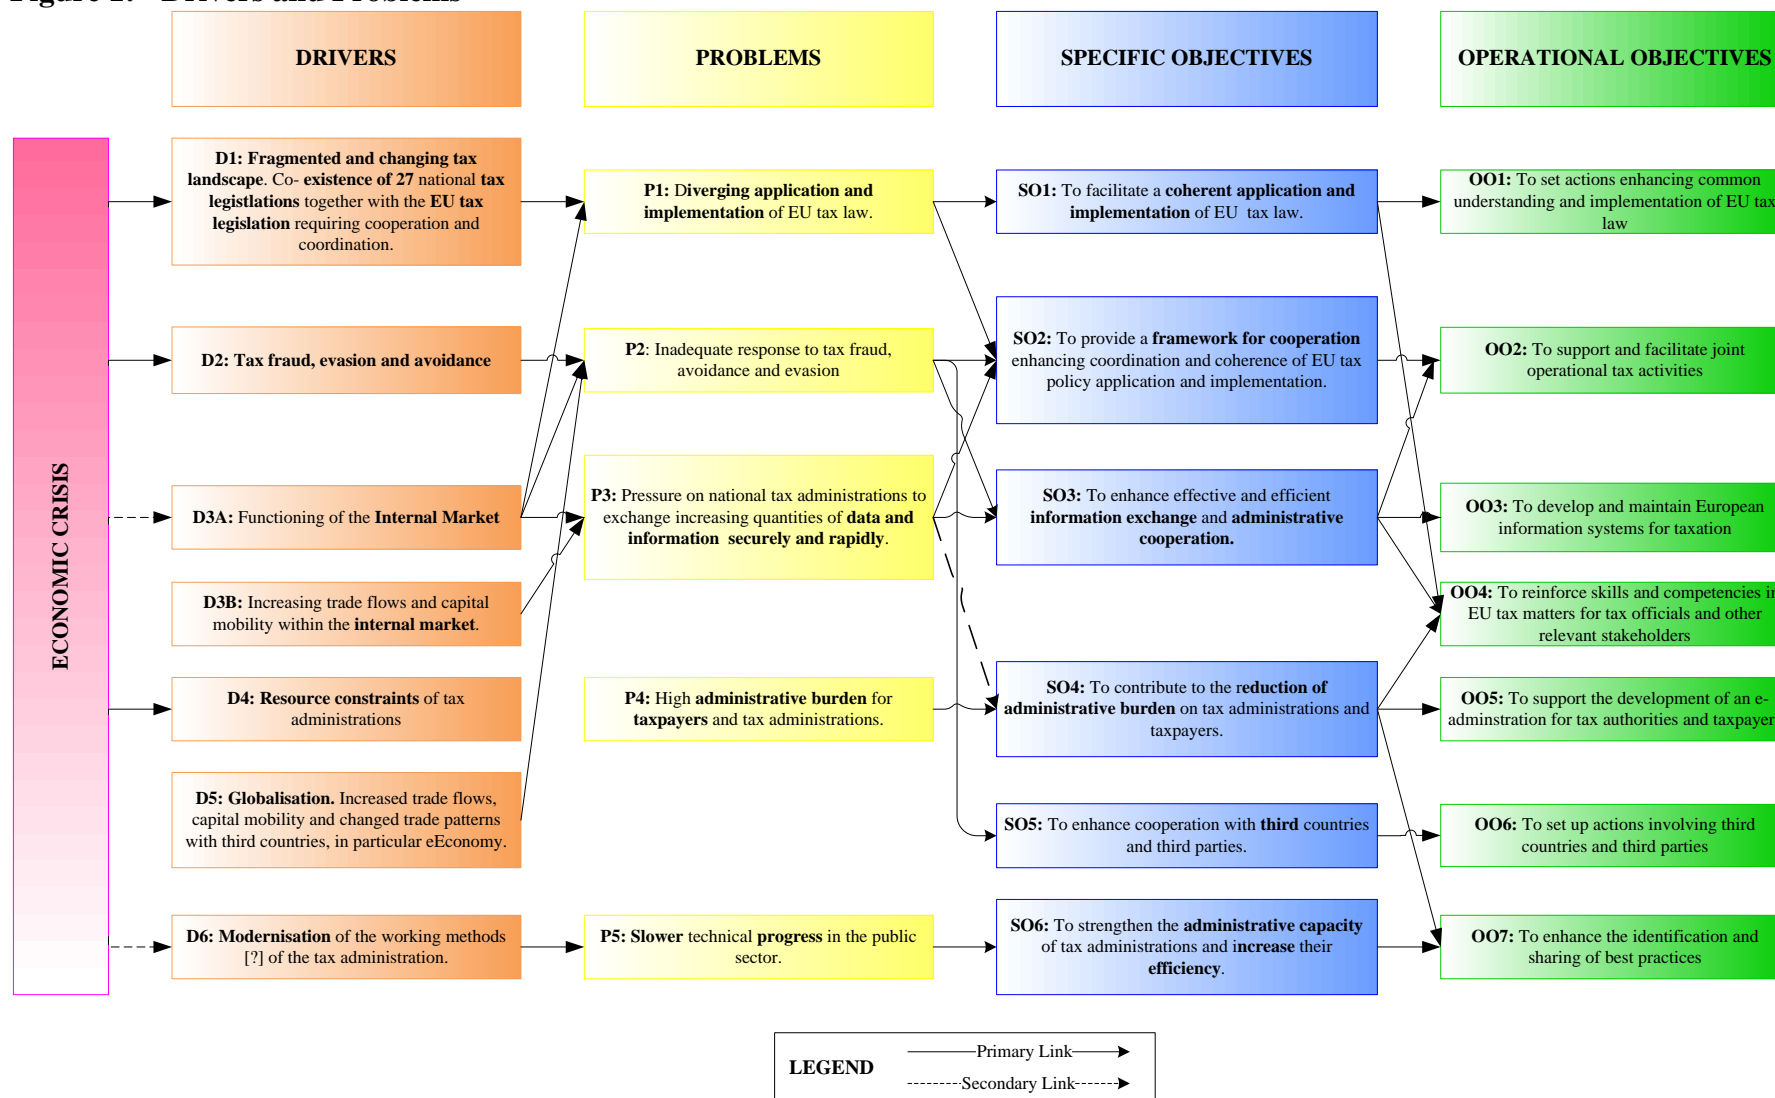 Figure 2: Drivers and Problems
DRIVERS
PROBLEMS
SPECIFIC OBJECTIVES
OPERATIONAL OBJECTIVES
ECONOMIC CRISIS
D1: Fragmented and changing tax
landscape. Co- existence of 27 national tax
legistlations together with the EU tax
legislation requiring cooperation and
coordination.
D2: Tax fraud, evasion and avoidance
D3A: Functioning of the Internal Market
D3B: Increasing trade flows and capital
mobility within the internal market.
D4: Resource constraints of tax
administrations
D5: Globalisation. Increased trade flows,
capital mobility and changed trade patterns
with third countries, in particular eEconomy.
D6: Modernisation of the working methods
[?] of the tax administration.
P1: Diverging application and
implementation of EU tax law.
P2: Inadequate response to tax fraud,
avoidance and evasion
P3: Pressure on national tax administrations to
exchange increasing quantities of data and
information securely and rapidly.
P4: High administrative burden for
taxpayers and tax administrations.
P5: Slower technical progress in the public
sector.
SO1: To facilitate a coherent application and
implementation of EU tax law.
SO2: To provide a framework for cooperation
enhancing coordination and coherence of EU tax
policy application and implementation.
SO3: To enhance effective and efficient
information exchange and administrative
cooperation.
SO4: To contribute to the reduction of
administrative burden on tax administrations and
taxpayers.
SO5: To enhance cooperation with third countries
and third parties.
SO6: To strengthen the administrative capacity
of tax administrations and increase their
efficiency.
OO1: To set actions enhancing common
understanding and implementation of EU tax
law
OO2: To support and facilitate joint
operational tax activities
OO3: To develop and maintain European
information systems for taxation
OO4: To reinforce skills and competencies in
EU tax matters for tax officials and other
relevant stakeholders
OO5: To support the development of an e-
adminstration for tax authorities and taxpayer
OO6: To set up actions involving third
countries and third parties
OO7: To enhance the identification and
sharing of best practices
LEGEND
Primary Link
Secondary Link